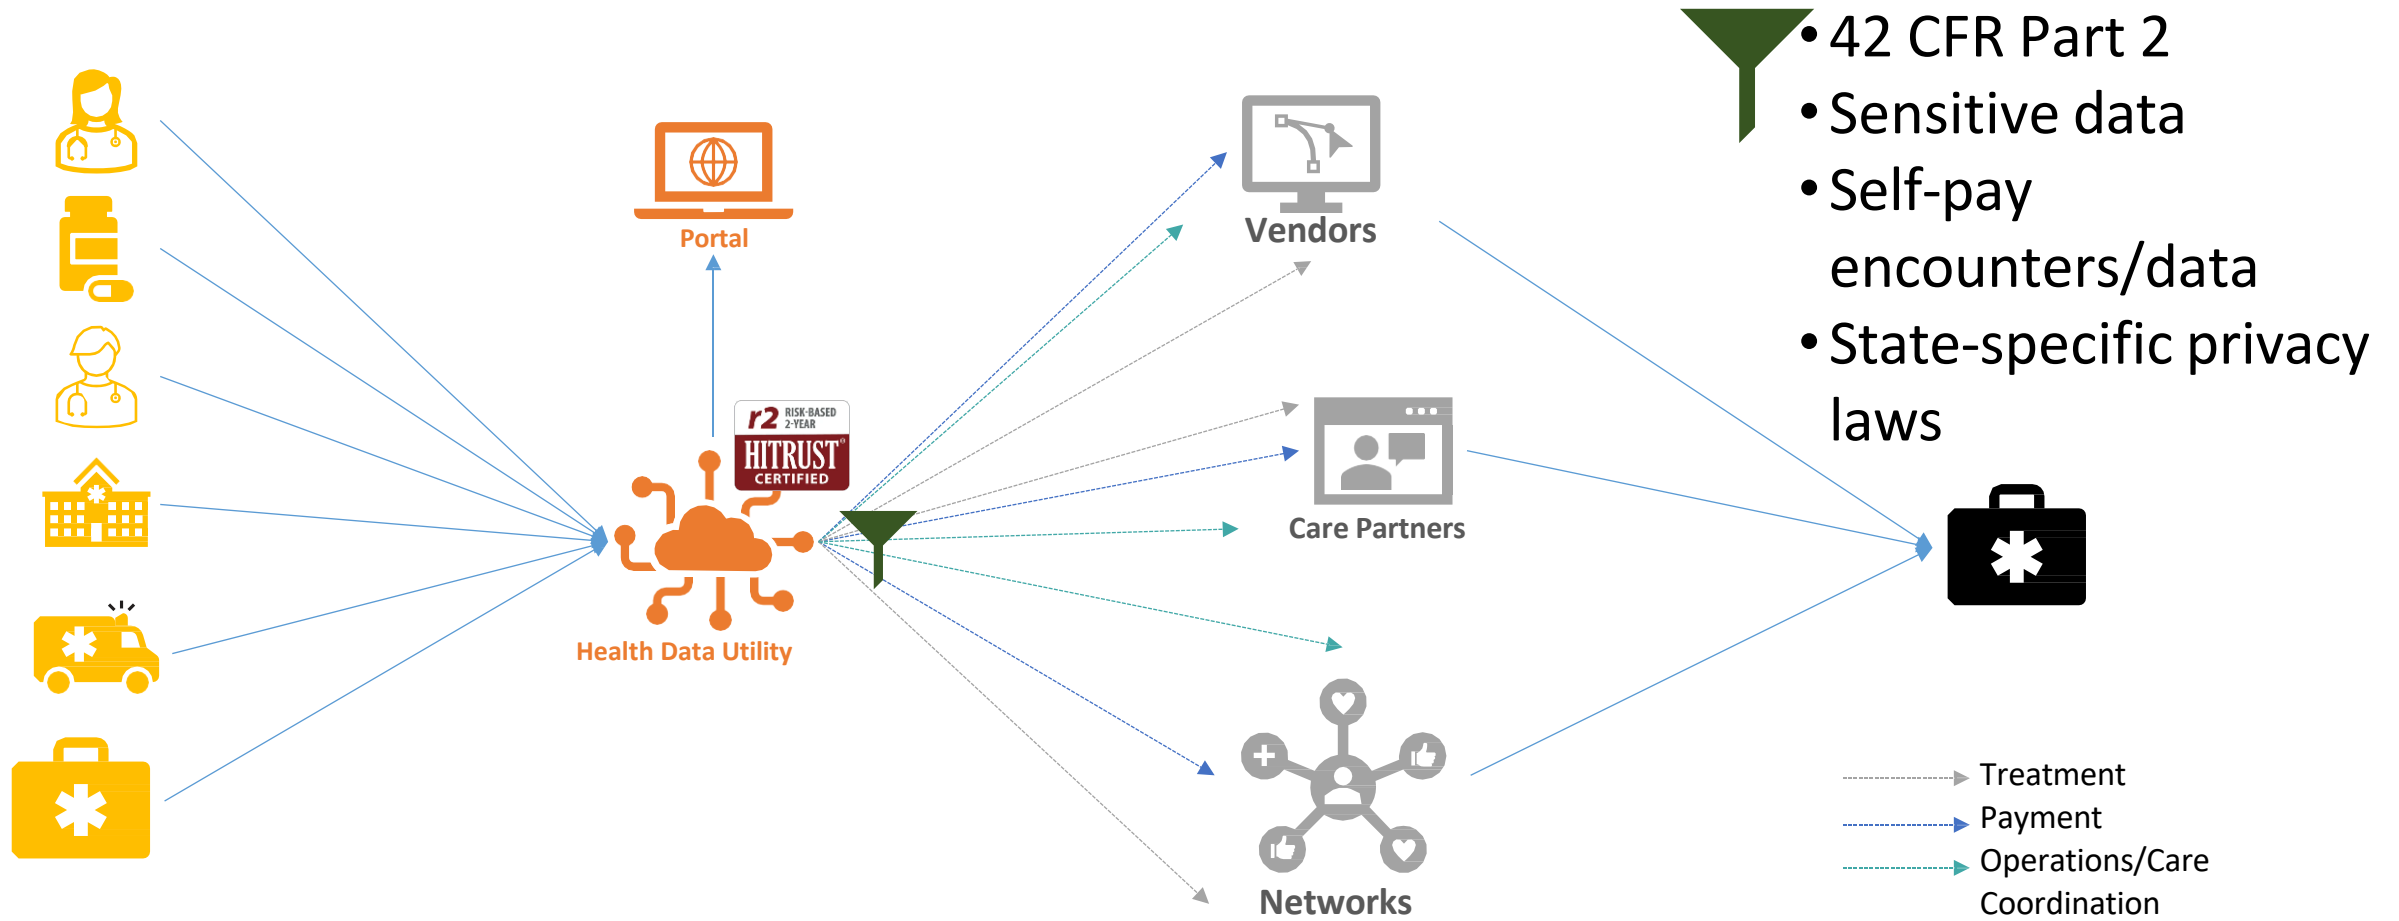 • 42 CFR Part 2
• Sensitive data
• Self-pay
encounters/data
• State-specific privacy
laws
Portal
Vendors
r2 RISK-BASED
2-YEAR
HITRUST®
CERTIFIED
Care Partners
Health Data Utility
Networks
Treatment
Payment
Operations/Care
Coordination